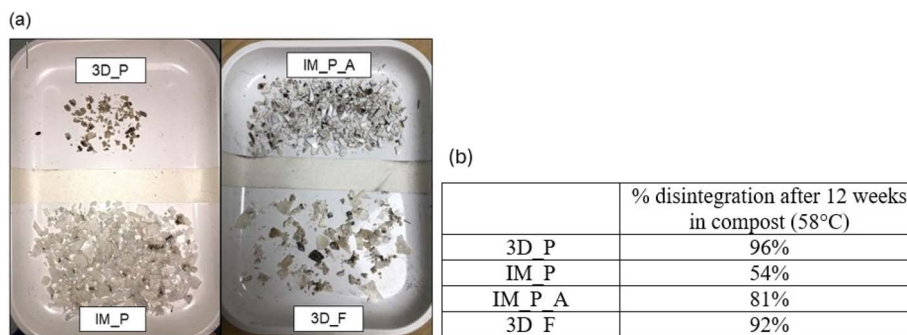 (a)
3D_P
IM_P_A
IM_P
3D_F
(b)
% disintegration after 12 weeks
in compost (58°C)
3D_P 96%
IM_P 54%
IM_P_A 81%
3D_F 92%